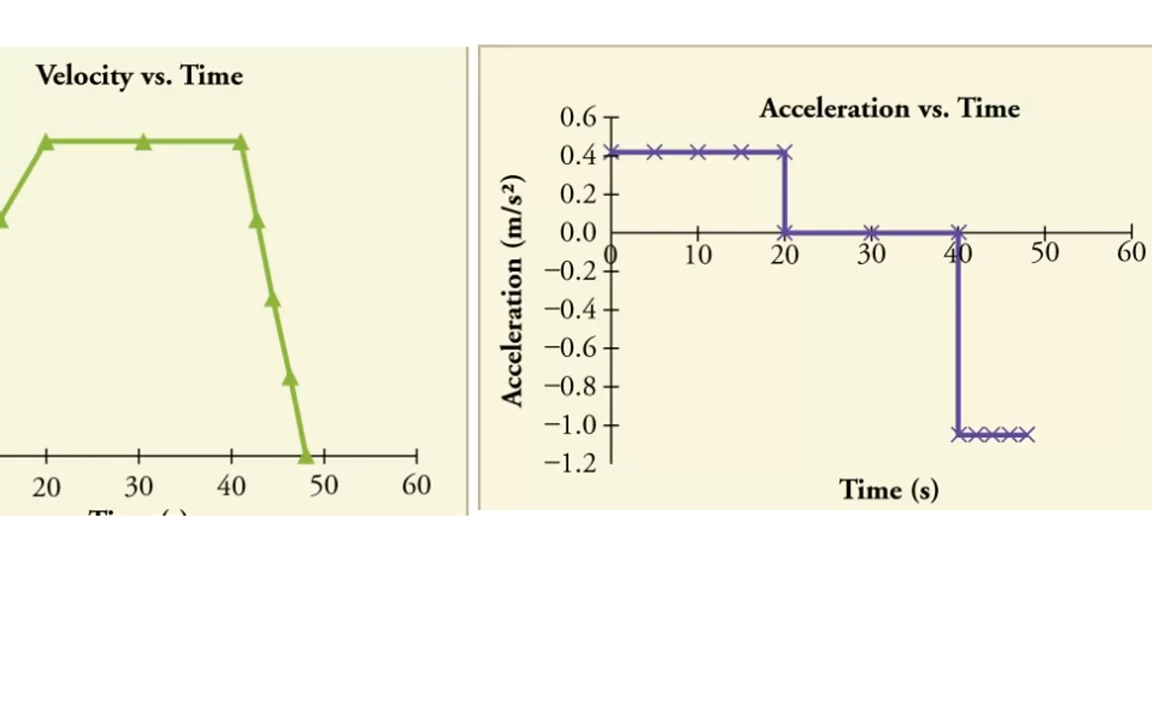 Velocity vs. Time
20 30 40 50 60
Acceleration vs. Time
Acceleration (m/s²)
0.6
0.4
0.2
0.0
−0.2
−0.4
−0.6
−0.8
−1.0
−1.2
0 10 20 30 40 50 60
Time (s)